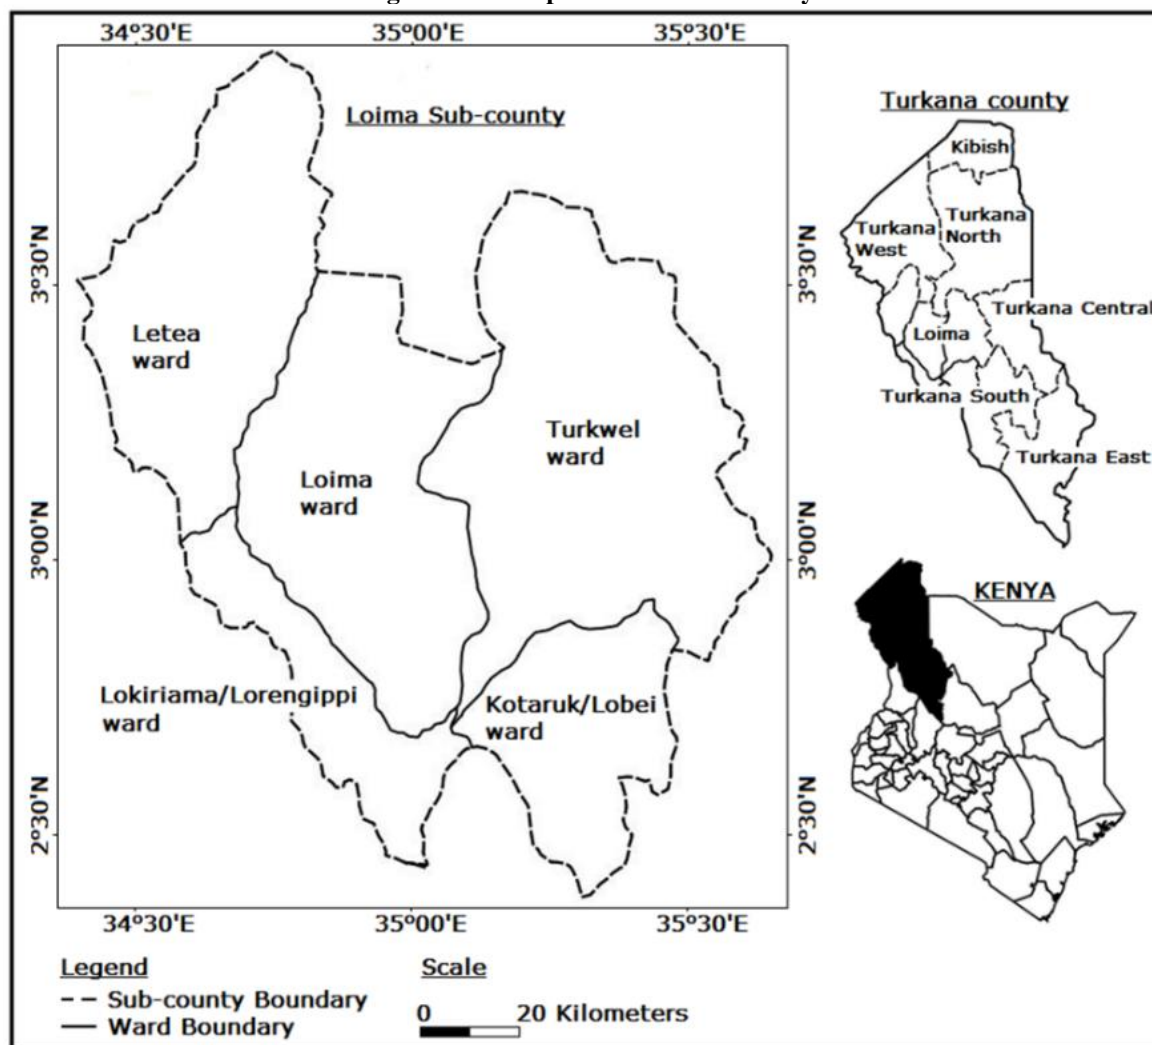 34°30'E 35°00'E 35°30'E
Loima Sub-county
Turkana county
Kibish
Turkana
North
Turkana
West
Turkana Central
Loima
Turkana South
Turkana East
3°30'N
3°30'N
Letea
ward
Turkwel
ward
Loima
ward
3°00'N
3°00'N
KENYA
Lokiriama/Lorengippi
ward
Kotaruk/Lobei
ward
2°30'N
2°30'N
34°30'E 35°00'E 35°30'E
Legend
Sub-county Boundary
Ward Boundary
Scale
0 20 Kilometers